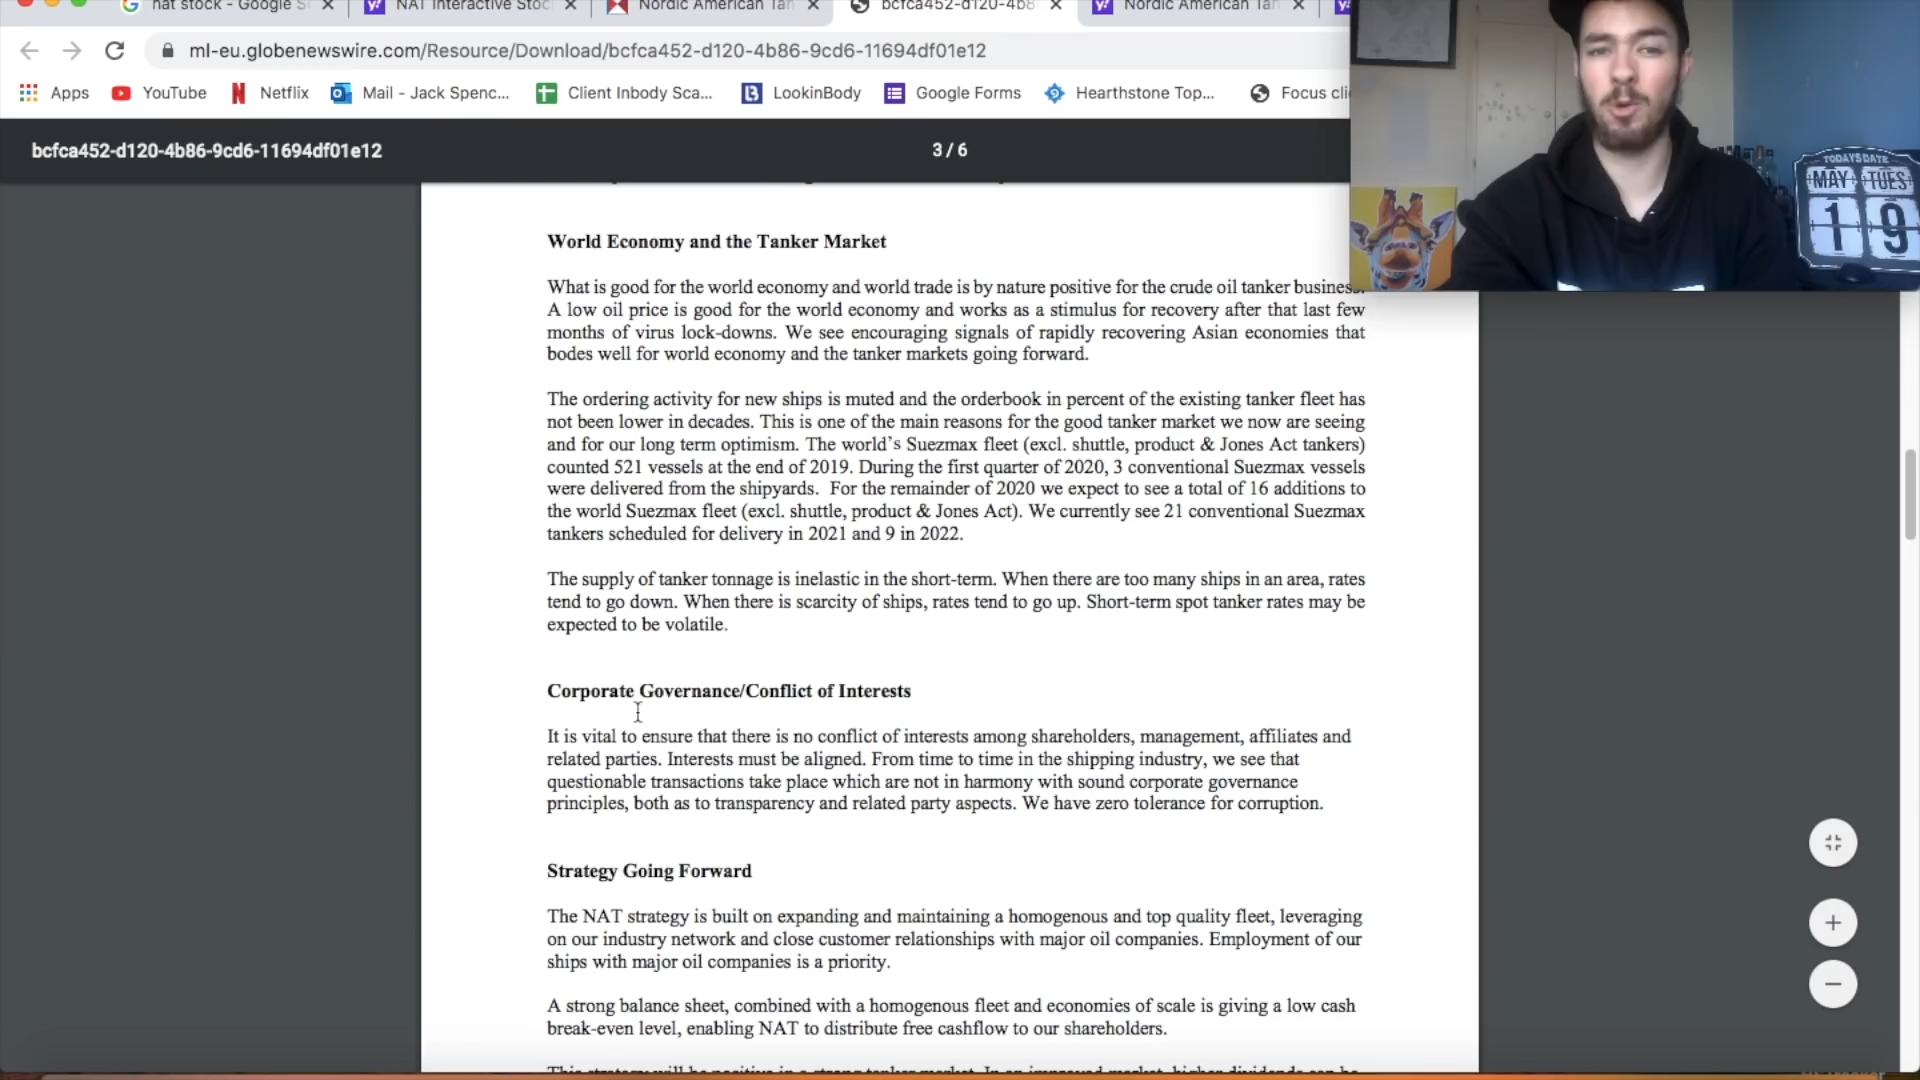 nat stock - Google S
NAT Interactive Stoc
Nordic American Tan
bcfca452-d120-4b86-
Nordic American Tan
ml-eu.globenewswire.com/Resource/Download/bcfca452-d120-4b86-9cd6-11694df01e12
Apps
YouTube
Netflix
Mail - Jack Spenc...
Client Inbody Sca...
LookinBody
Google Forms
Hearthstone Top...
Focus cli
bcfca452-d120-4b86-9cd6-11694df01e12
3 / 6
TODAYS DATE
MAY TUES
19
World Economy and the Tanker Market
What is good for the world economy and world trade is by nature positive for the crude oil tanker business.
A low oil price is good for the world economy and works as a stimulus for recovery after that last few
months of virus lock-downs. We see encouraging signals of rapidly recovering Asian economies that
bodes well for world economy and the tanker markets going forward.
The ordering activity for new ships is muted and the orderbook in percent of the existing tanker fleet has
not been lower in decades. This is one of the main reasons for the good tanker market we now are seeing
and for our long term optimism. The world's Suezmax fleet (excl. shuttle, product & Jones Act tankers)
counted 521 vessels at the end of 2019. During the first quarter of 2020, 3 conventional Suezmax vessels
were delivered from the shipyards. For the remainder of 2020 we expect to see a total of 16 additions to
the world Suezmax fleet (excl. shuttle, product & Jones Act). We currently see 21 conventional Suezmax
tankers scheduled for delivery in 2021 and 9 in 2022.
The supply of tanker tonnage is inelastic in the short-term. When there are too many ships in an area, rates
tend to go down. When there is scarcity of ships, rates tend to go up. Short-term spot tanker rates may be
expected to be volatile.
Corporate Governance/Conflict of Interests
It is vital to ensure that there is no conflict of interests among shareholders, management, affiliates and
related parties. Interests must be aligned. From time to time in the shipping industry, we see that
questionable transactions take place which are not in harmony with sound corporate governance
principles, both as to transparency and related party aspects. We have zero tolerance for corruption.
Strategy Going Forward
The NAT strategy is built on expanding and maintaining a homogenous and top quality fleet, leveraging
on our industry network and close customer relationships with major oil companies. Employment of our
ships with major oil companies is a priority.
A strong balance sheet, combined with a homogenous fleet and economies of scale is giving a low cash
break-even level, enabling NAT to distribute free cashflow to our shareholders.